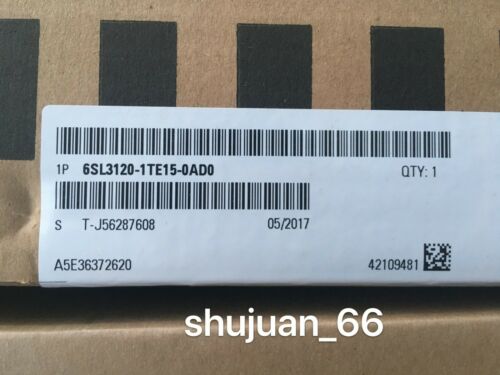 1P 6SL3120-1TE15-0AD0 QTY: 1
S T-J56287608 05/2017
A5E36372620 42109481
shujuan_66